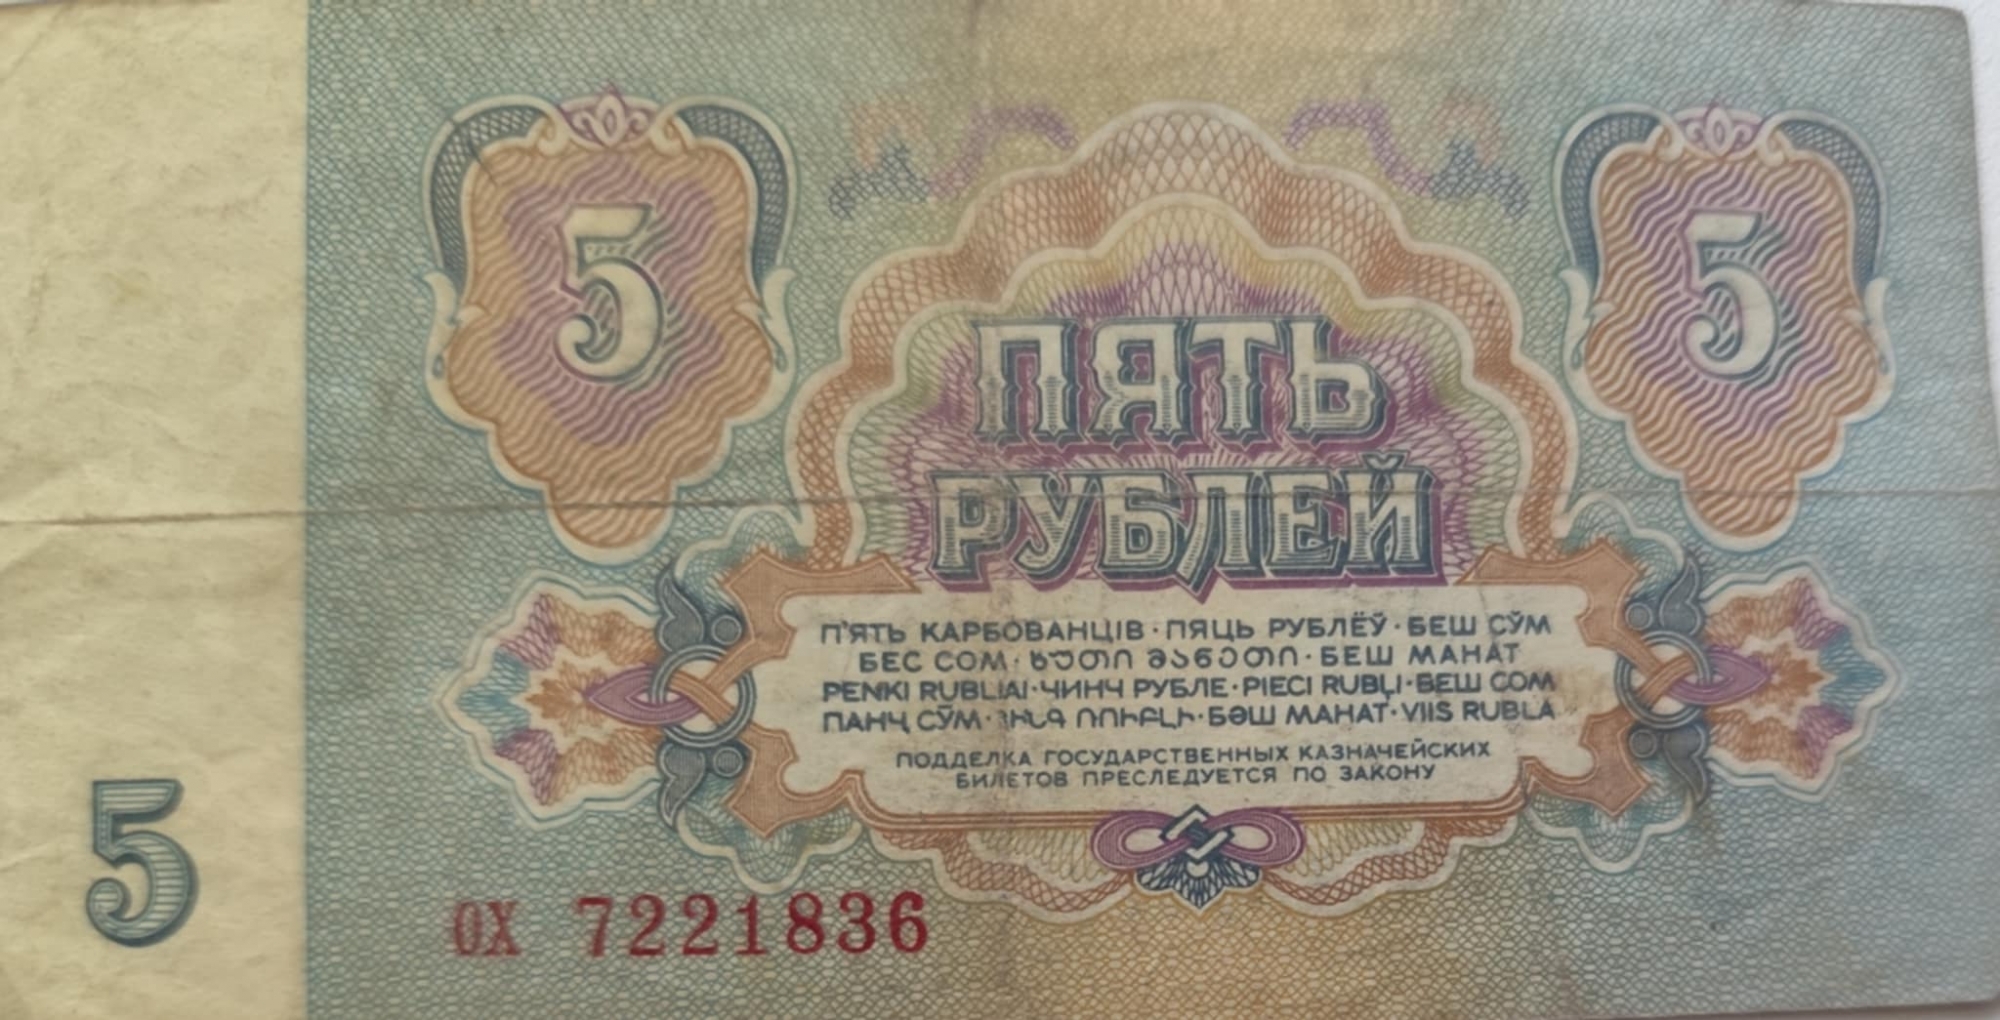 5
5
ПЯТЬ
РУБЛЕЙ
П'ЯТЬ КАРБОВАНЦІВ · ПЯЦЬ РУБЛЁЎ · БЕШ СЎМ
БЕС СОМ · ხუთი მანეთი · БЕШ МАНАТ
PENKI RUBLIAI · ЧИНЧ РУБЛЕ · PIECI RUBĻI · БЕШ СОМ
ПАНҶ СӮМ · ՀԻՆԳ ՌՈՒԲԼԻ · БӘШ МАНАТ · VIIS RUBLA
ПОДДЕЛКА ГОСУДАРСТВЕННЫХ КАЗНАЧЕЙСКИХ
БИЛЕТОВ ПРЕСЛЕДУЕТСЯ ПО ЗАКОНУ
5
ОХ 7221836